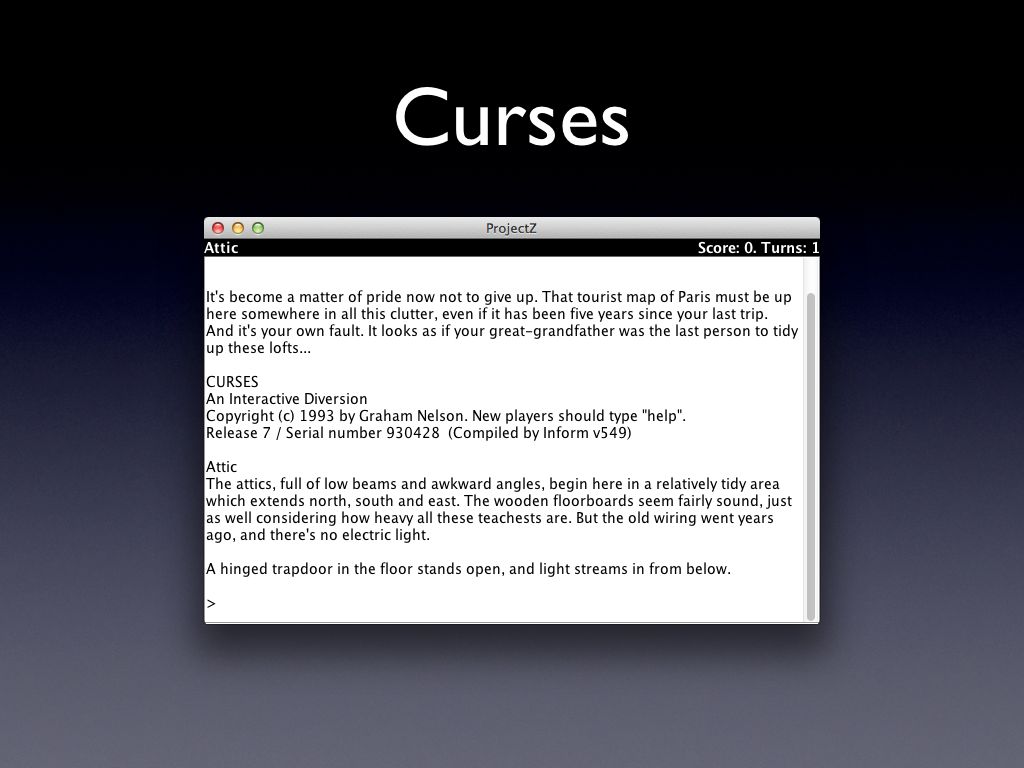 Curses
ProjectZ
Attic Score: 0. Turns: 1
It's become a matter of pride now not to give up. That tourist map of Paris must be up
here somewhere in all this clutter, even if it has been five years since your last trip.
And it's your own fault. It looks as if your great-grandfather was the last person to tidy
up these lofts...
CURSES
An Interactive Diversion
Copyright (c) 1993 by Graham Nelson. New players should type "help".
Release 7 / Serial number 930428 (Compiled by Inform v549)
Attic
The attics, full of low beams and awkward angles, begin here in a relatively tidy area
which extends north, south and east. The wooden floorboards seem fairly sound, just
as well considering how heavy all these teachests are. But the old wiring went years
ago, and there's no electric light.
A hinged trapdoor in the floor stands open, and light streams in from below.
>